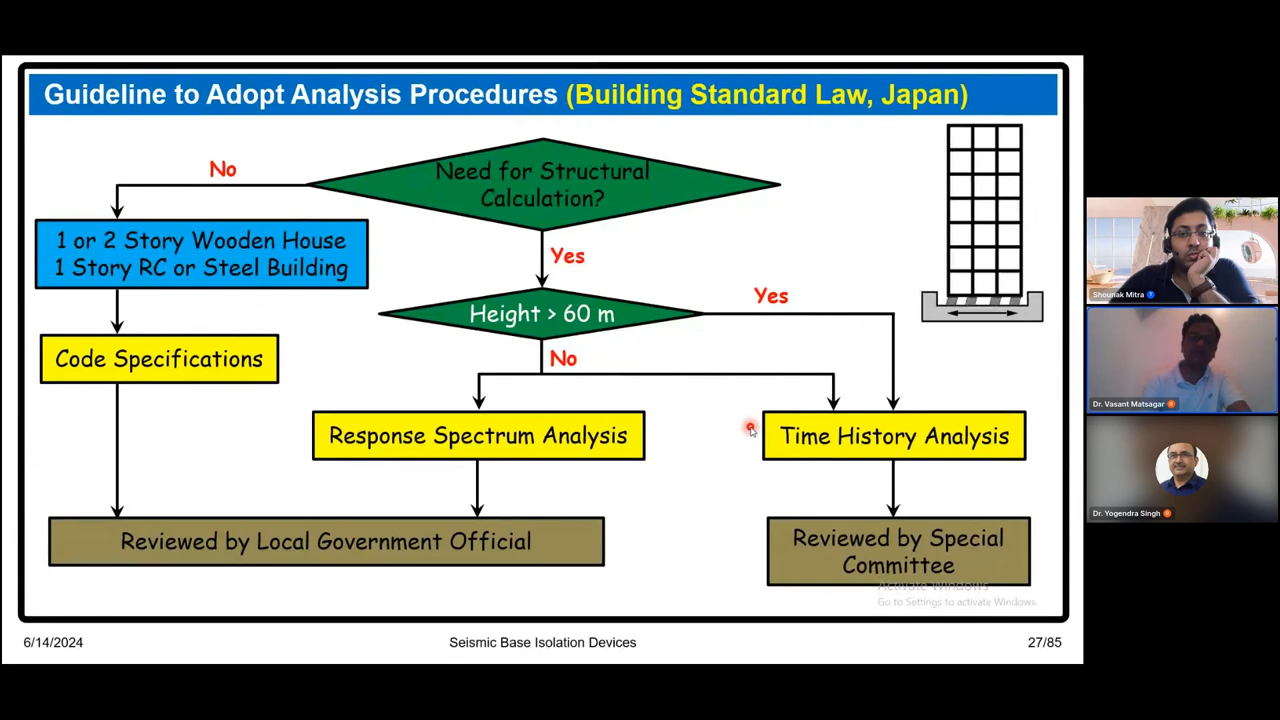 Guideline to Adopt Analysis Procedures (Building Standard Law, Japan)
No
Need for Structural
Calculation?
1 or 2 Story Wooden House
1 Story RC or Steel Building
Yes
Height > 60 m
Yes
No
Code Specifications
Response Spectrum Analysis
Time History Analysis
Reviewed by Local Government Official
Reviewed by Special
Committee
Activate Windows
Go to Settings to activate Windows.
6/14/2024
Seismic Base Isolation Devices
27/85
Shounak Mitra
Dr. Vasant Matsagar
Dr. Yogendra Singh